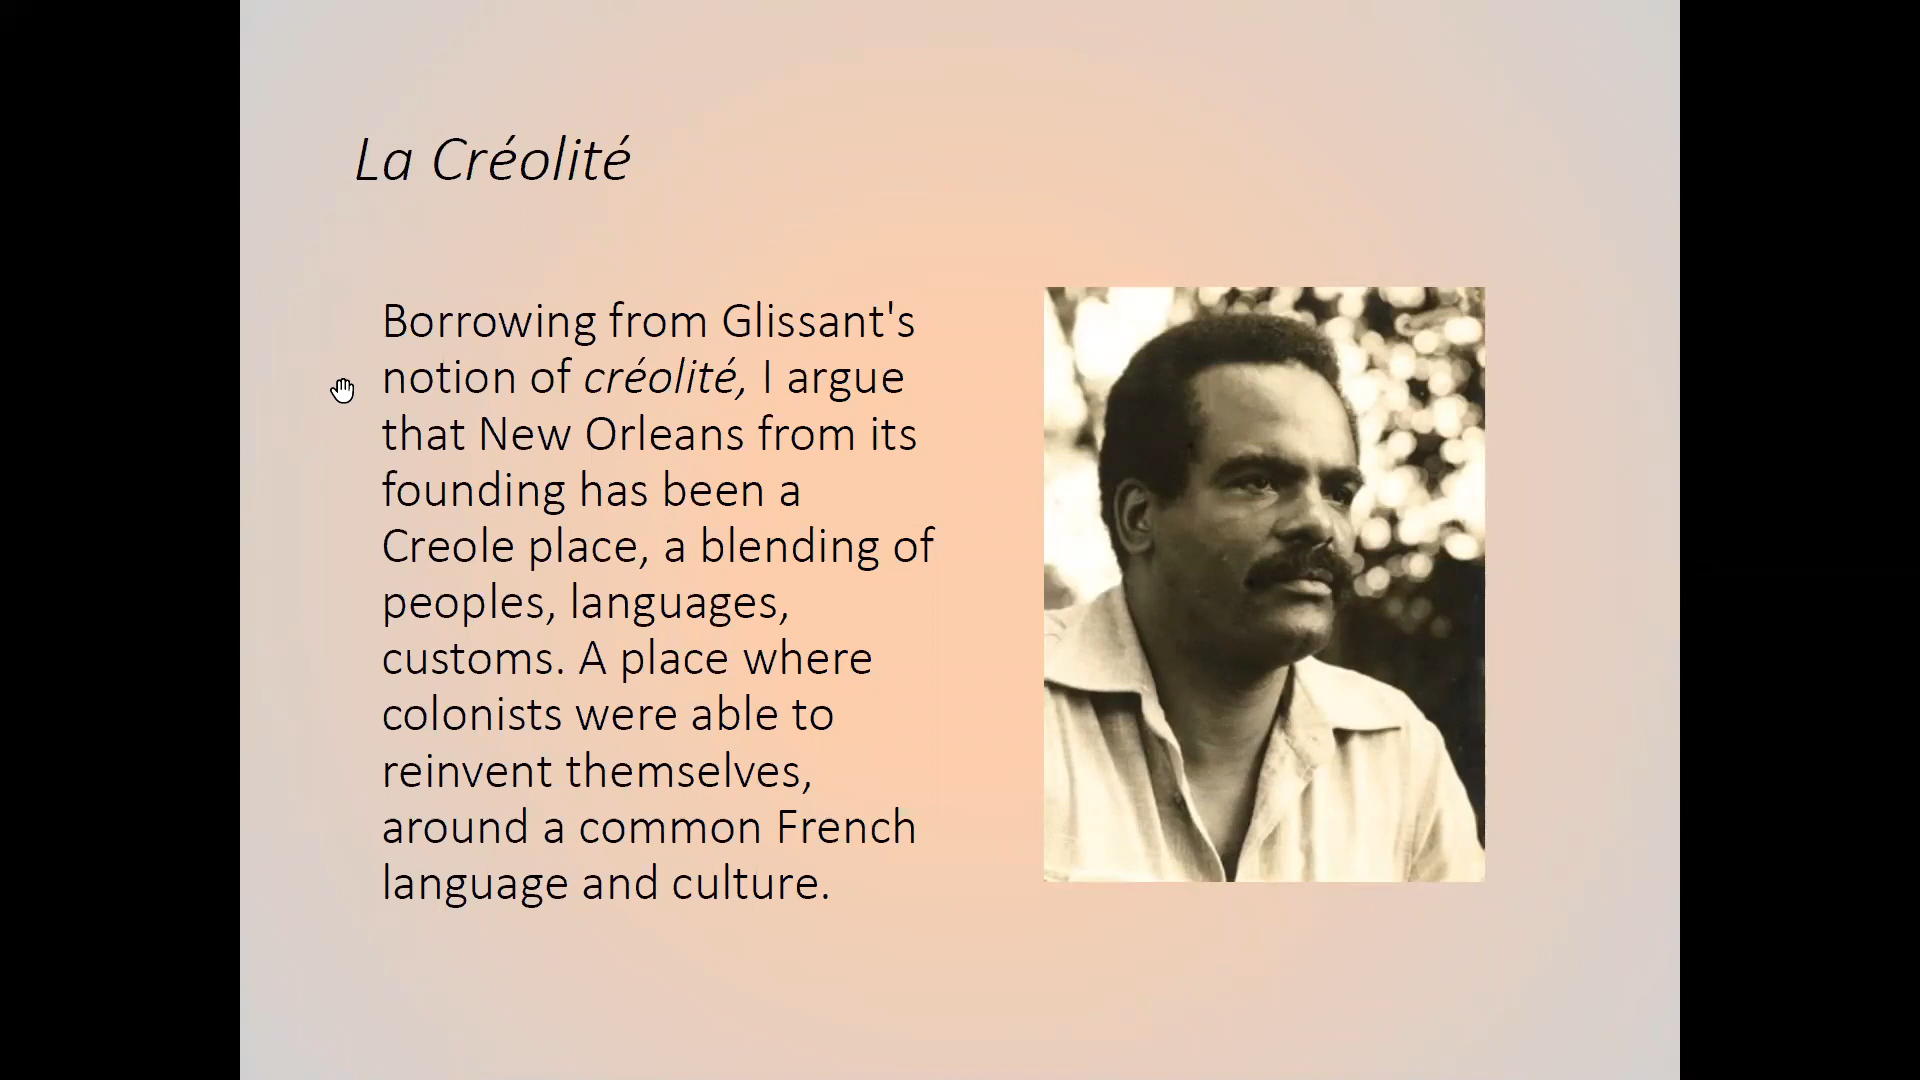 La Créolité
Borrowing from Glissant's
notion of créolité, I argue
that New Orleans from its
founding has been a
Creole place, a blending of
peoples, languages,
customs. A place where
colonists were able to
reinvent themselves,
around a common French
language and culture.